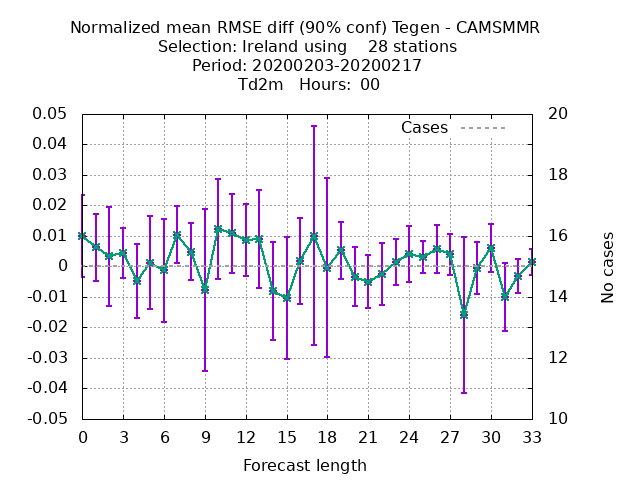 Normalized mean RMSE diff (90% conf) Tegen - CAMSMMR
Selection: Ireland using    28 stations
Period: 20200203-20200217
Td2m   Hours:  00
0.05
0.04
0.03
0.02
0.01
0
-0.01
-0.02
-0.03
-0.04
-0.05
Cases
20
18
16
14
12
10
No cases
0 3 6 9 12 15 18 21 24 27 30 33
Forecast length